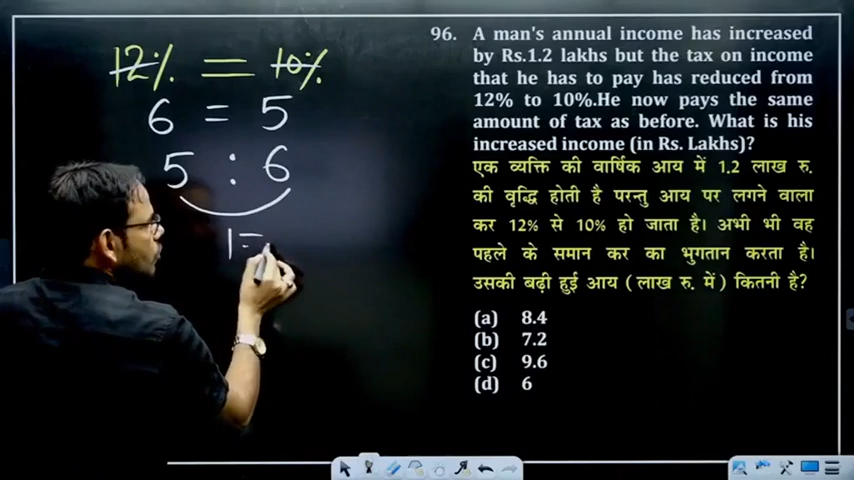 12% = 10%
6 = 5
5 : 6
1 =
96. A man's annual income has increased
by Rs.1.2 lakhs but the tax on income
that he has to pay has reduced from
12% to 10%.He now pays the same
amount of tax as before. What is his
increased income (in Rs. Lakhs)?
एक व्यक्ति की वार्षिक आय में 1.2 लाख रु.
की वृद्धि होती है परन्तु आय पर लगने वाला
कर 12% से 10% हो जाता है। अभी भी वह
पहले के समान कर का भुगतान करता है।
उसकी बढ़ी हुई आय (लाख रु. में) कितनी है?
(a) 8.4
(b) 7.2
(c) 9.6
(d) 6